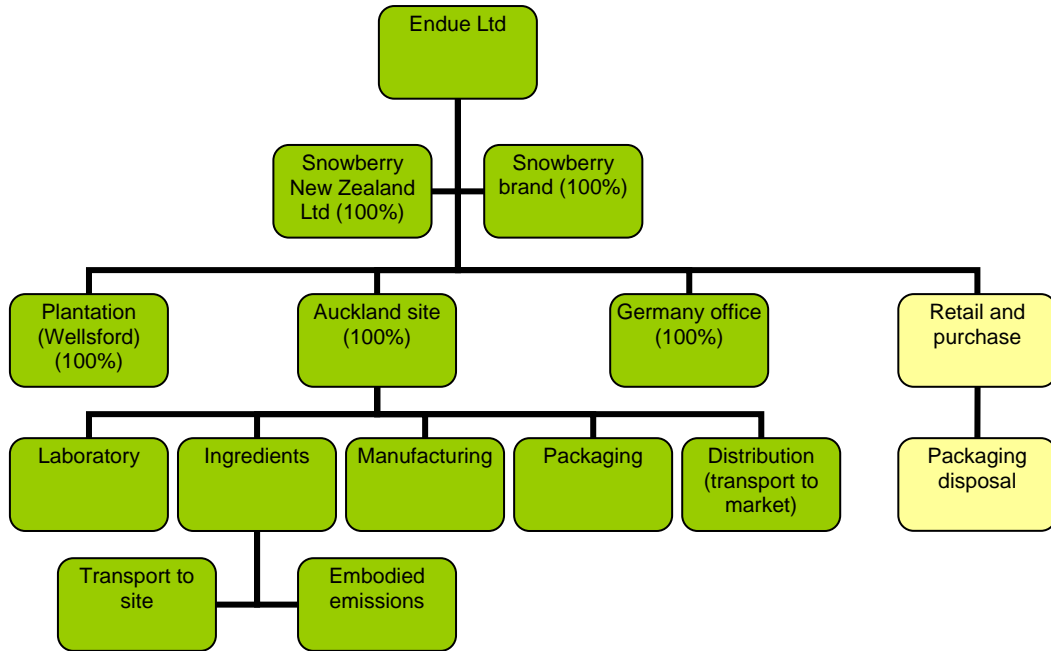 Endue Ltd
Snowberry
New Zealand
Ltd (100%)
Snowberry
brand (100%)
Plantation
(Wellsford)
(100%)
Auckland site
(100%)
Germany office
(100%)
Retail and
purchase
Laboratory
Ingredients
Manufacturing
Packaging
Distribution
(transport to
market)
Packaging
disposal
Transport to
site
Embodied
emissions